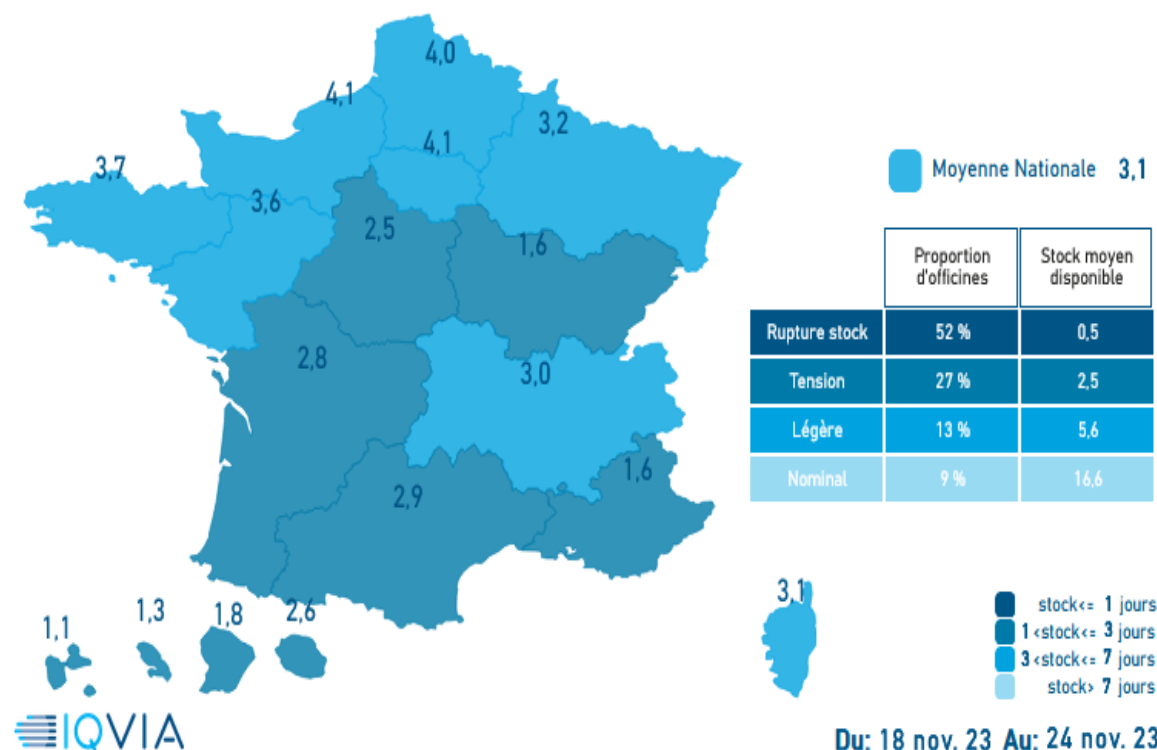 4,0
4,1
3,2
4,1
3,7
3,6
2,5
1,6
2,8
3,0
1,6
2,9
Moyenne Nationale 3,1
Proportion d'officines
Stock moyen disponible
Rupture stock 52 % 0,5
Tension 27 % 2,5
Légère 13 % 5,6
Nominal 9 % 16,6
1,1
1,3
1,8
2,6
3,1
stock<= 1 jours
1 <stock<= 3 jours
3 <stock<= 7 jours
stock> 7 jours
IQVIA
Du: 18 nov. 23 Au: 24 nov. 23